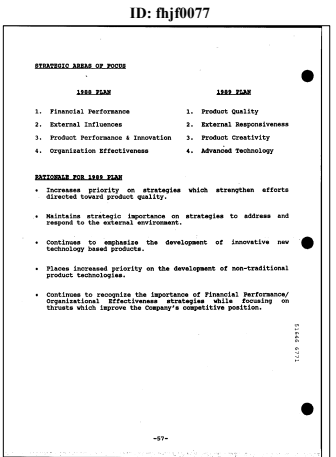 ID: fhjf0077
STRATEGIC AREAS OF FOCUS
1988 PLAN 1989 PLAN
1. Financial Performance 1. Product Quality
2. External Influences 2. External Responsiveness
3. Product Performance & Innovation 3. Product Creativity
4. Organization Effectiveness 4. Advanced Technology
RATIONALE FOR 1989 PLAN
* Increases priority on strategies which strengthen efforts
directed toward product quality.
* Maintains strategic importance on strategies to address and
respond to the external environment.
* Continues to emphasize the development of innovative new
technology based products.
* Places increased priority on the development of non-traditional
product technologies.
* Continues to recognize the importance of Financial Performance/
Organizational Effectiveness strategies while focusing on
thrusts which improve the Company's competitive position.
-57-